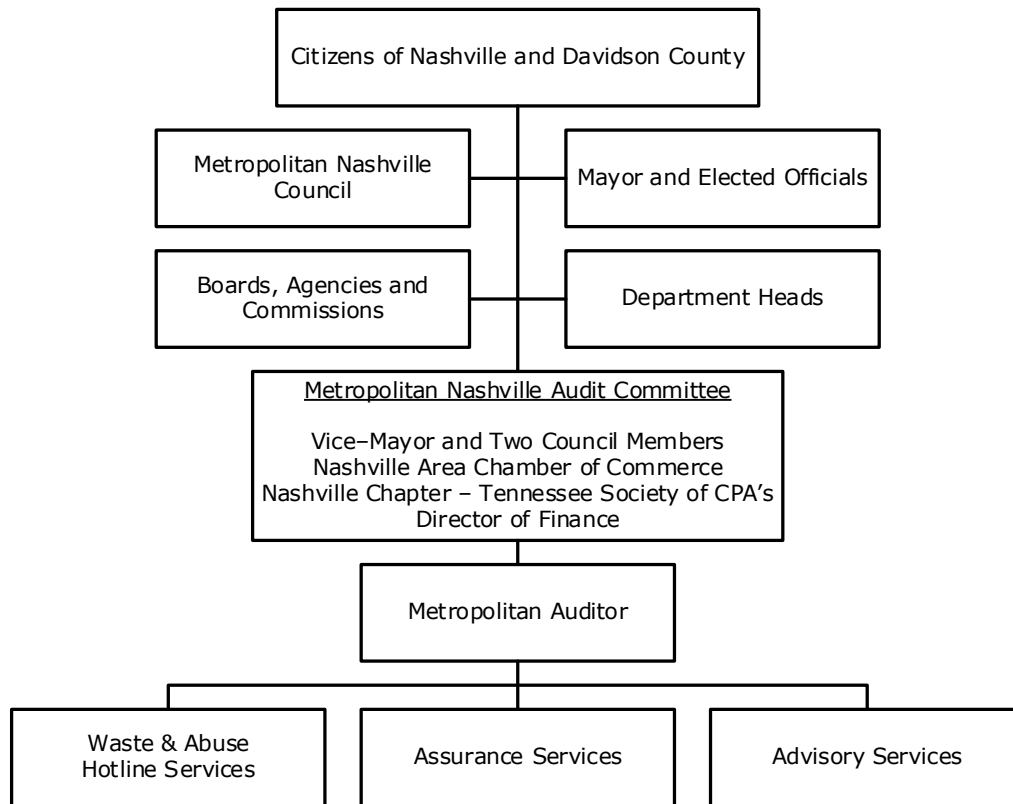 Citizens of Nashville and Davidson County
Metropolitan Nashville
Council
Mayor and Elected Officials
Boards, Agencies and
Commissions
Department Heads
Metropolitan Nashville Audit Committee
Vice–Mayor and Two Council Members
Nashville Area Chamber of Commerce
Nashville Chapter – Tennessee Society of CPA’s
Director of Finance
Metropolitan Auditor
Waste & Abuse
Hotline Services
Assurance Services
Advisory Services